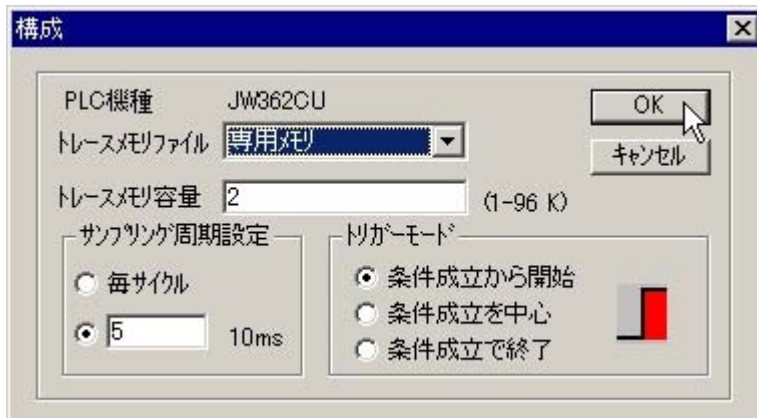 構成
PLC機種 JW362CU
OK
トレースメモリファイル 専用メモリ
キャンセル
トレースメモリ容量 2 (1-96 K)
サンプリング周期設定
毎サイクル
5 10ms
トリガーモード
条件成立から開始
条件成立を中心
条件成立で終了